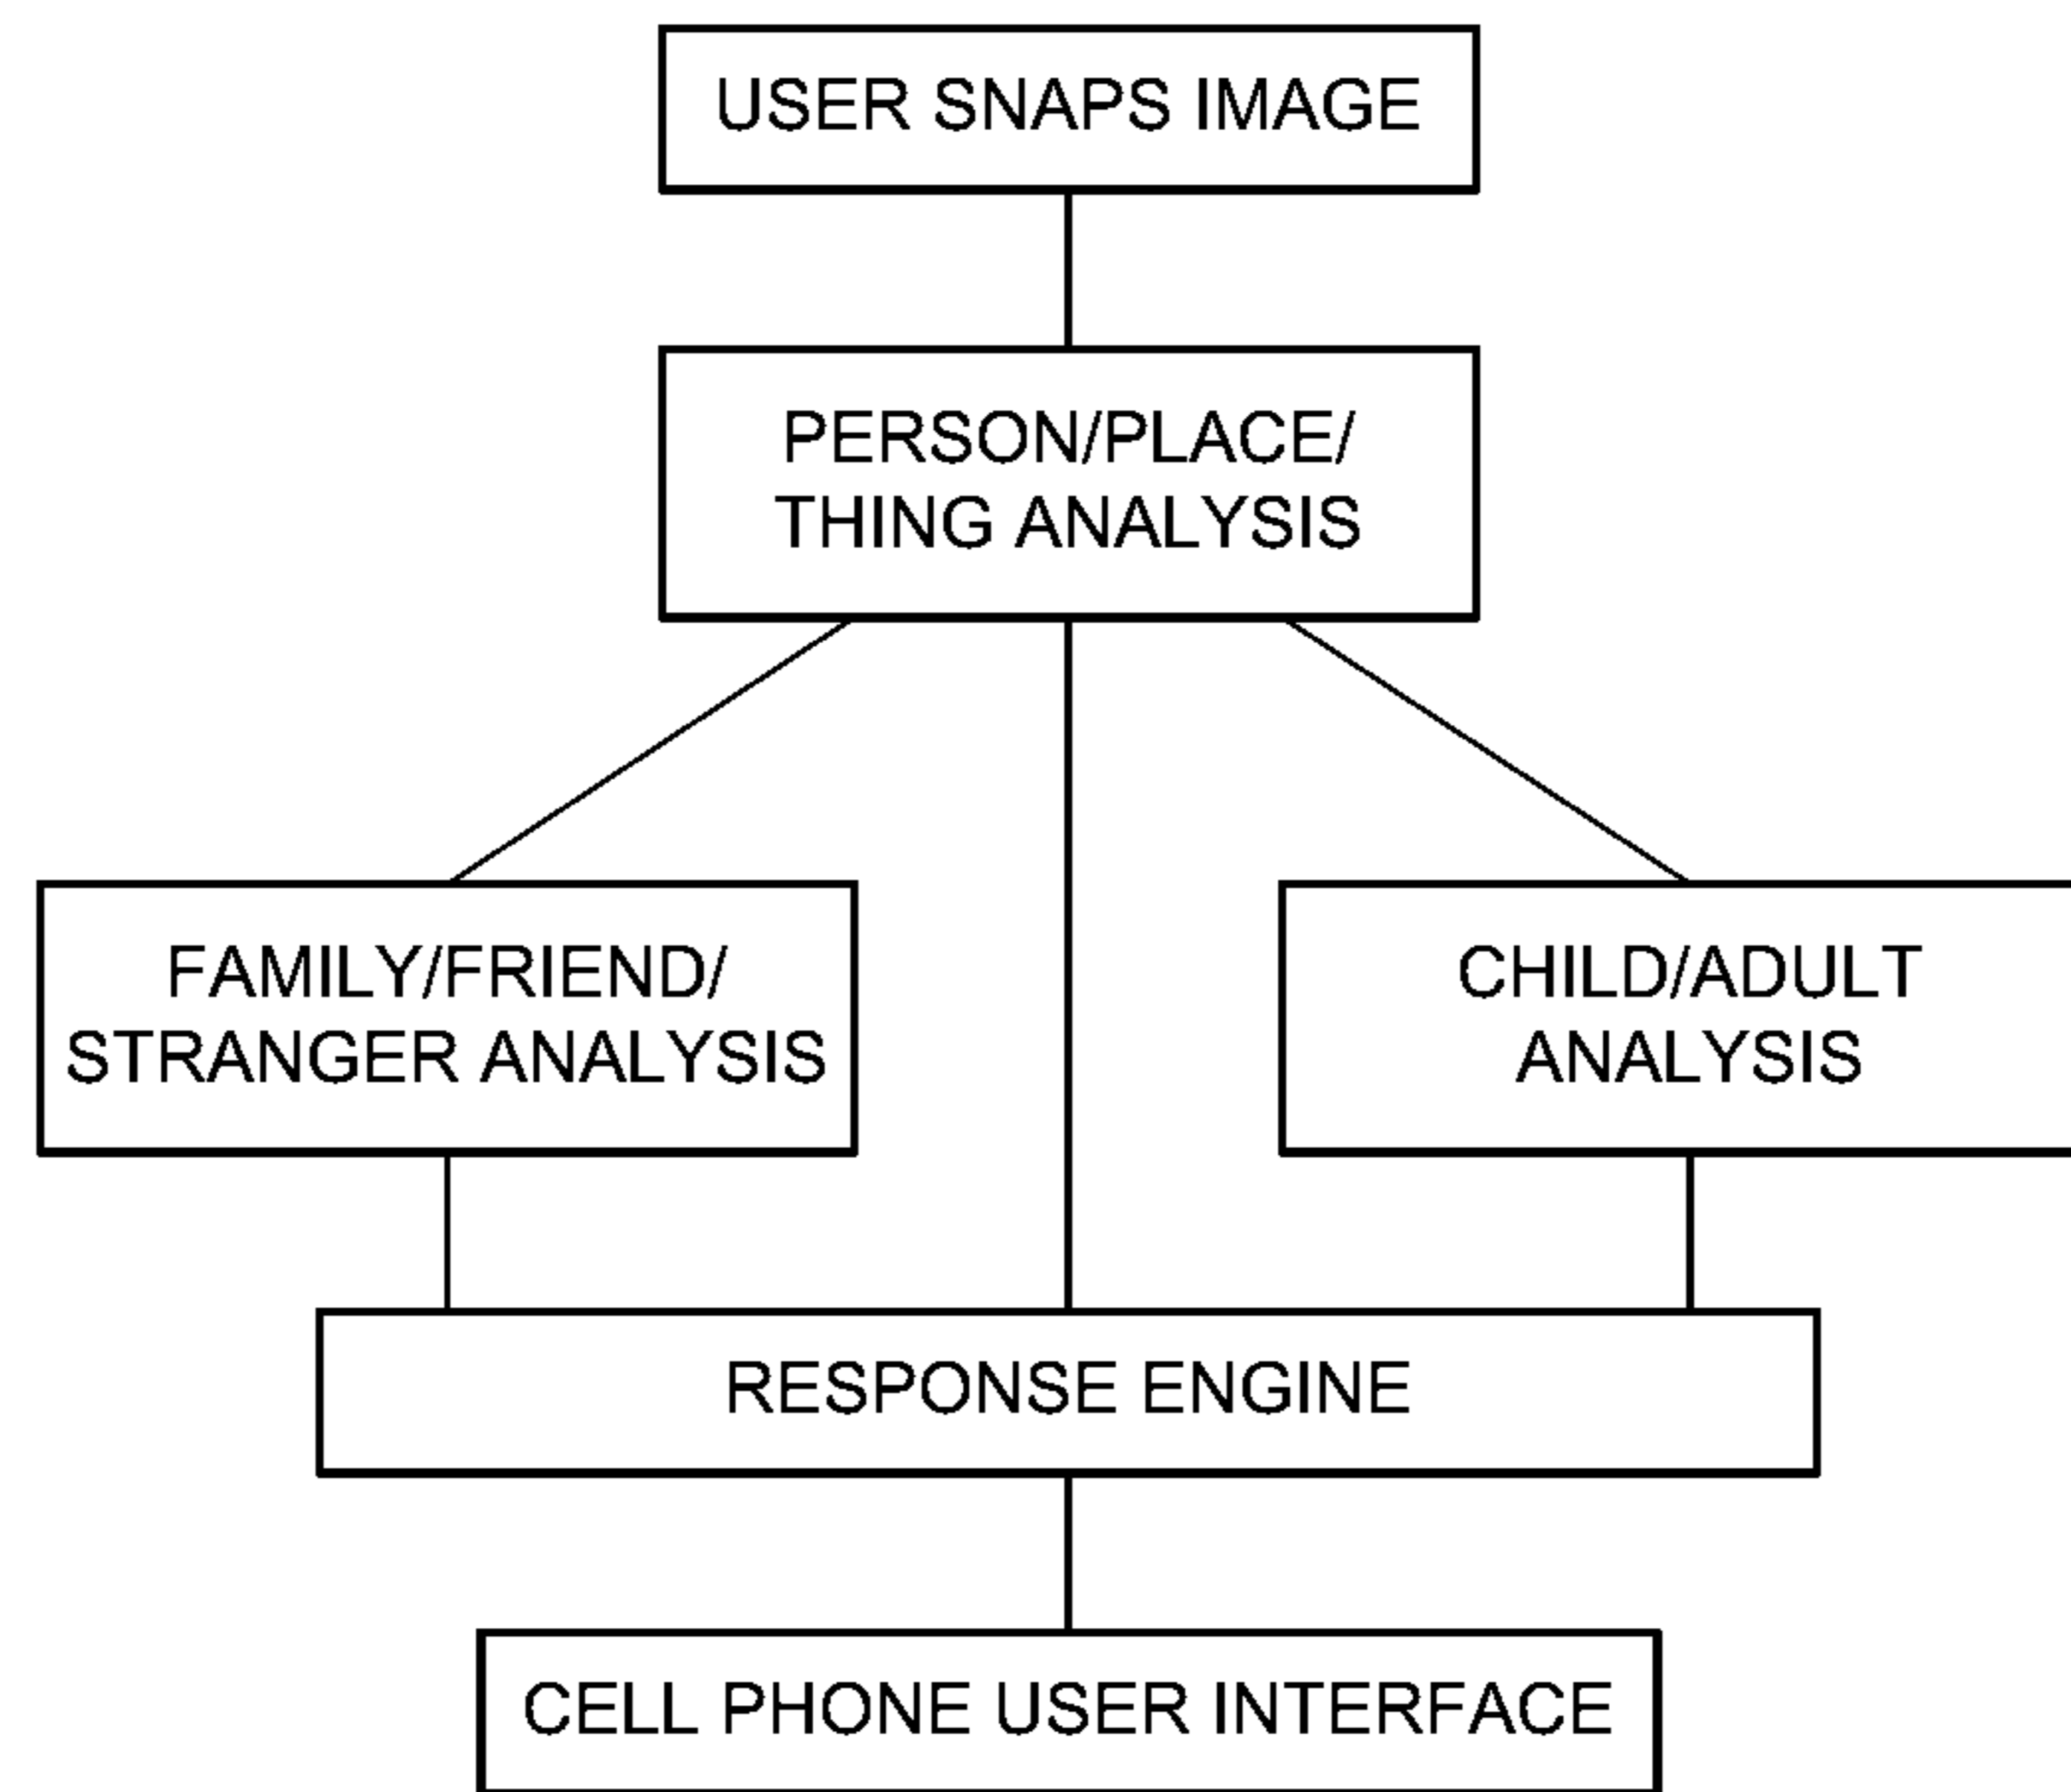 USER SNAPS IMAGE
PERSON/PLACE/
THING ANALYSIS
FAMILY/FRIEND/
STRANGER ANALYSIS
CHILD/ADULT
ANALYSIS
RESPONSE ENGINE
CELL PHONE USER INTERFACE